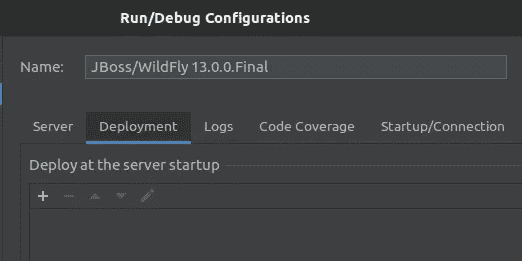 Run/Debug Configurations
Name: JBoss/WildFly 13.0.0.Final
Server Deployment Logs Code Coverage Startup/Connection
Deploy at the server startup